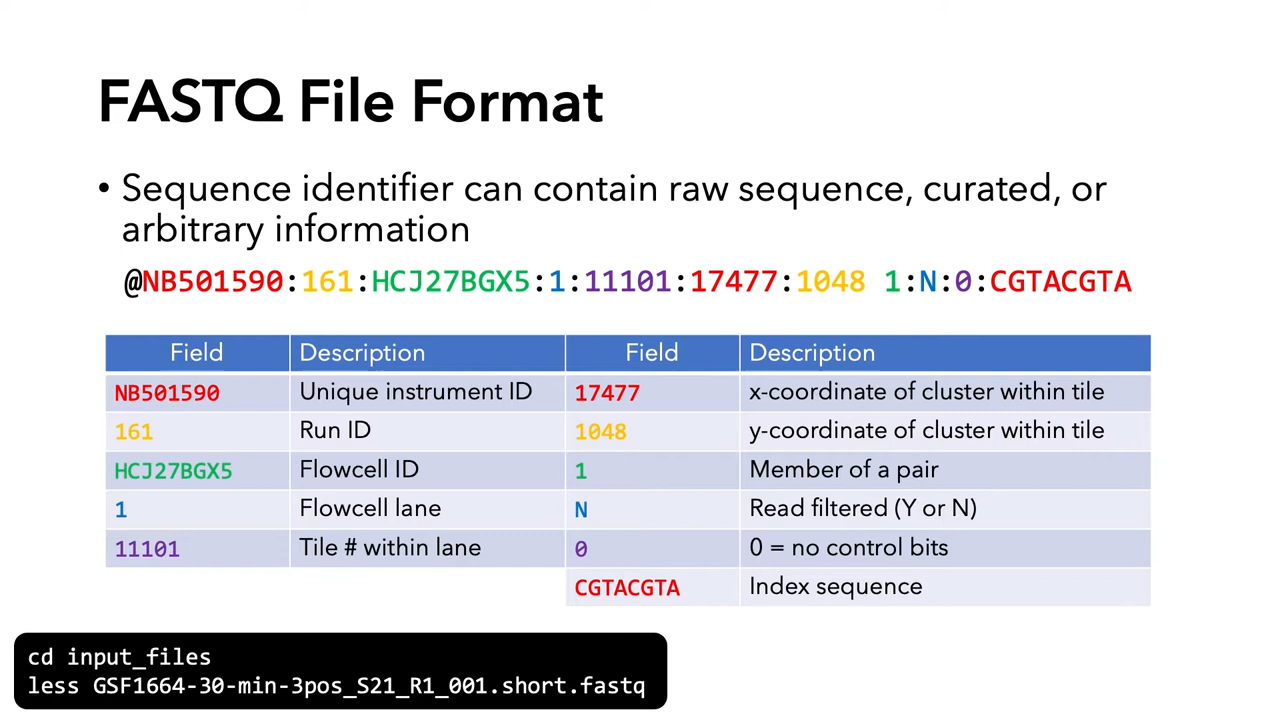 FASTQ File Format
• Sequence identifier can contain raw sequence, curated, or
arbitrary information
@NB501590:161:HCJ27BGX5:1:11101:17477:1048 1:N:0:CGTACGTA
Field Description Field Description
NB501590 Unique instrument ID 17477 x-coordinate of cluster within tile
161 Run ID 1048 y-coordinate of cluster within tile
HCJ27BGX5 Flowcell ID 1 Member of a pair
1 Flowcell lane N Read filtered (Y or N)
11101 Tile # within lane 0 0 = no control bits
CGTACGTA Index sequence
cd input_files
less GSF1664-30-min-3pos_S21_R1_001.short.fastq